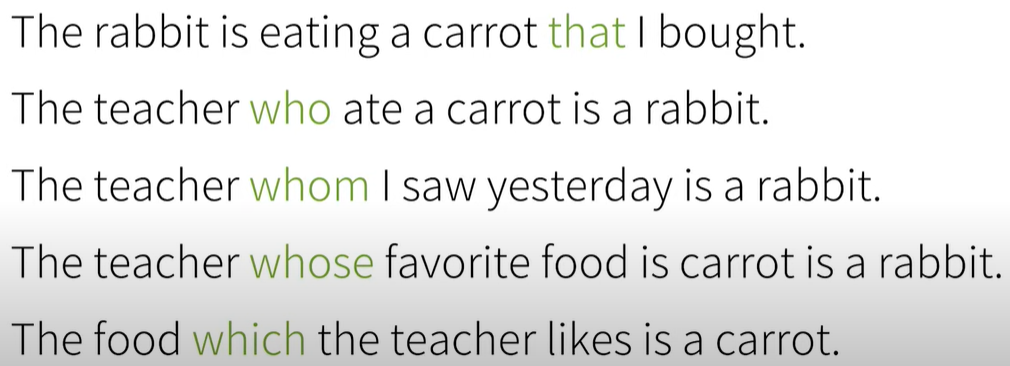 The rabbit is eating a carrot that I bought.
The teacher who ate a carrot is a rabbit.
The teacher whom I saw yesterday is a rabbit.
The teacher whose favorite food is carrot is a rabbit.
The food which the teacher likes is a carrot.